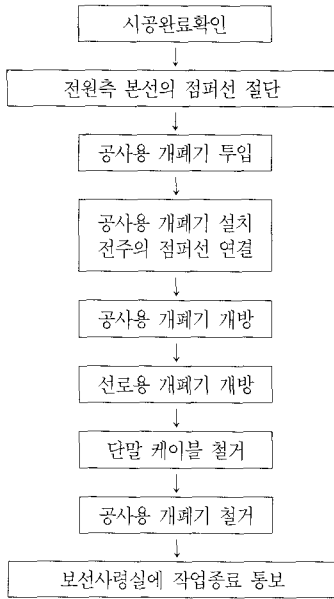 시공완료확인
전원측 본선의 점퍼선 절단
공사용 개폐기 투입
공사용 개폐기 설치
전주의 점퍼선 연결
공사용 개폐기 개방
선로용 개폐기 개방
단말 케이블 철거
공사용 개폐기 철거
보선사령실에 작업종료 통보